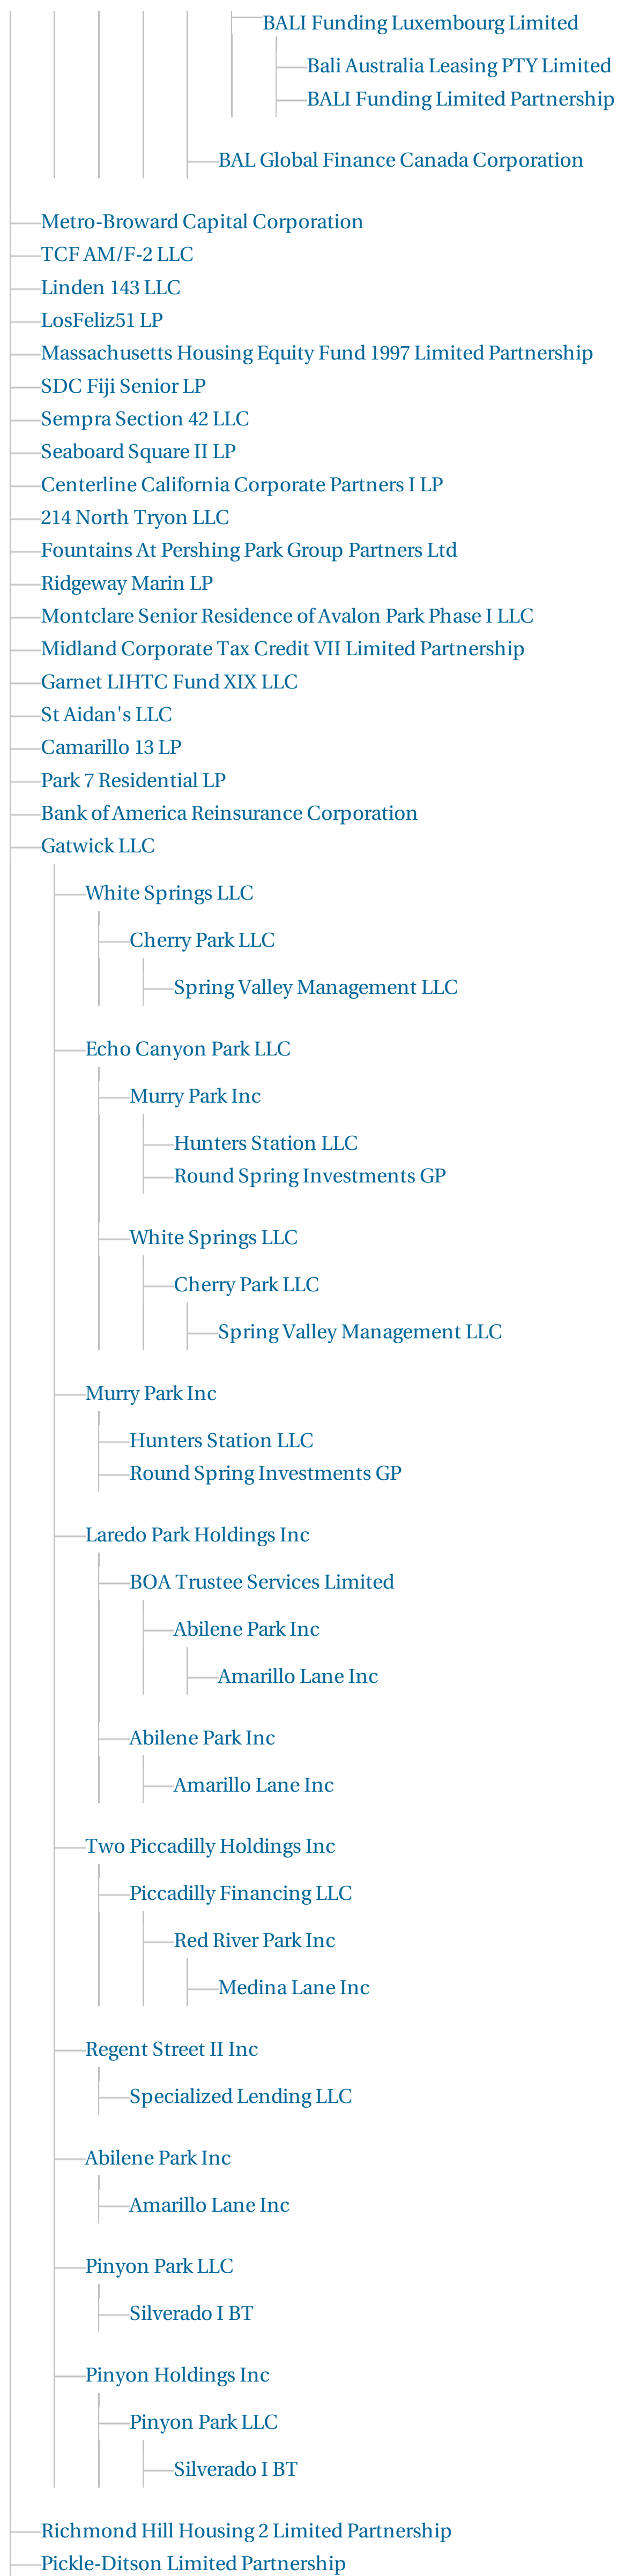 BALI Funding Luxembourg Limited
Bali Australia Leasing PTY Limited
BALI Funding Limited Partnership
BAL Global Finance Canada Corporation
Metro-Broward Capital Corporation
TCF AM/F-2 LLC
Linden 143 LLC
LosFeliz51 LP
Massachusetts Housing Equity Fund 1997 Limited Partnership
SDC Fiji Senior LP
Sempra Section 42 LLC
Seaboard Square II LP
Centerline California Corporate Partners I LP
214 North Tryon LLC
Fountains At Pershing Park Group Partners Ltd
Ridgeway Marin LP
Montclare Senior Residence of Avalon Park Phase I LLC
Midland Corporate Tax Credit VII Limited Partnership
Garnet LIHTC Fund XIX LLC
St Aidan's LLC
Camarillo 13 LP
Park 7 Residential LP
Bank of America Reinsurance Corporation
Gatwick LLC
White Springs LLC
Cherry Park LLC
Spring Valley Management LLC
Echo Canyon Park LLC
Murry Park Inc
Hunters Station LLC
Round Spring Investments GP
White Springs LLC
Cherry Park LLC
Spring Valley Management LLC
Murry Park Inc
Hunters Station LLC
Round Spring Investments GP
Laredo Park Holdings Inc
BOA Trustee Services Limited
Abilene Park Inc
Amarillo Lane Inc
Abilene Park Inc
Amarillo Lane Inc
Two Piccadilly Holdings Inc
Piccadilly Financing LLC
Red River Park Inc
Medina Lane Inc
Regent Street II Inc
Specialized Lending LLC
Abilene Park Inc
Amarillo Lane Inc
Pinyon Park LLC
Silverado I BT
Pinyon Holdings Inc
Pinyon Park LLC
Silverado I BT
Richmond Hill Housing 2 Limited Partnership
Pickle-Ditson Limited Partnership